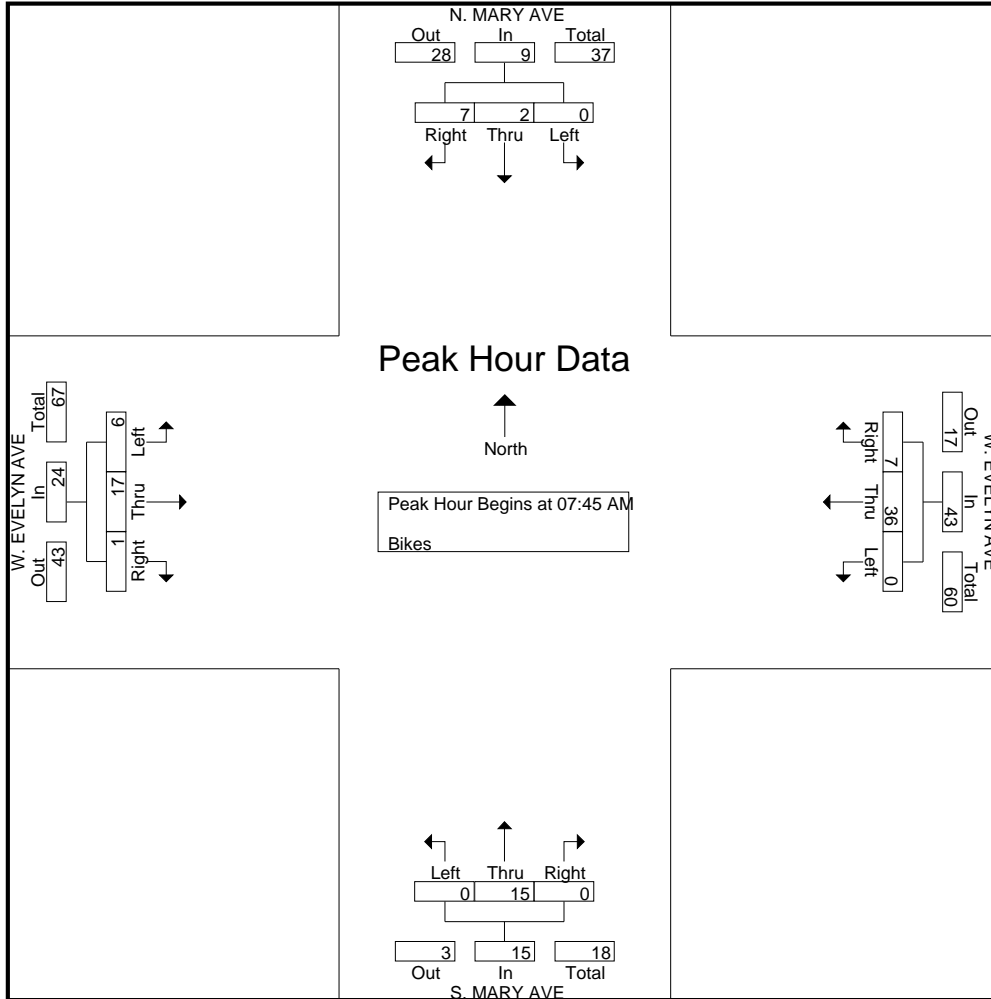 N. MARY AVE
Out In Total
28 9 37
7 2 0
Right Thru Left
Peak Hour Data
North
Peak Hour Begins at 07:45 AM
Bikes
W. EVELYN AVE
Total In Out
67 24 43
6 17 1
Left Thru Right
W. EVELYN AVE
Out In Total
17 43 60
7 36 0
Right Thru Left
Left Thru Right
0 15 0
3 15 18
Out In Total
S. MARY AVE